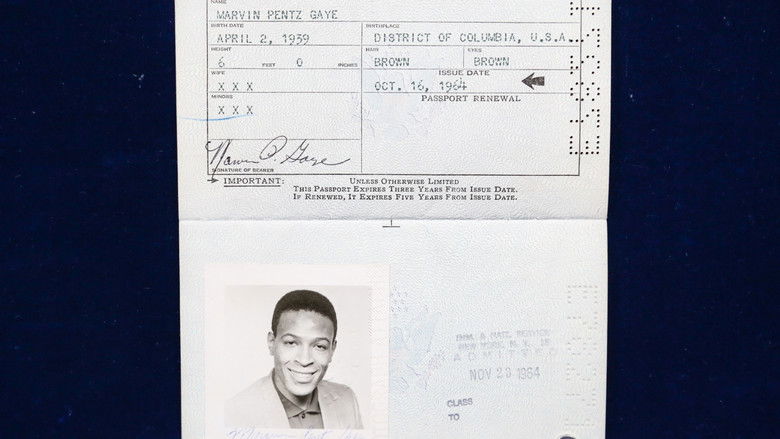 NAME
MARVIN PENTZ GAYE
BIRTH DATE BIRTHPLACE
APRIL 2, 1939 DISTRICT OF COLUMBIA, U.S.A.
HEIGHT HAIR EYES
6 FEET 0 INCHES BROWN BROWN
WIFE ISSUE DATE
X X X OCT. 16, 1964
MINORS PASSPORT RENEWAL
X X X
Marvin P. Gaye
SIGNATURE OF BEARER
IMPORTANT: UNLESS OTHERWISE LIMITED
THIS PASSPORT EXPIRES THREE YEARS FROM ISSUE DATE.
IF RENEWED, IT EXPIRES FIVE YEARS FROM ISSUE DATE.
IMM. & NATZ. SERVICE
NEW YORK, N.Y.
ADMITTED
NOV 23 1964
CLASS
TO